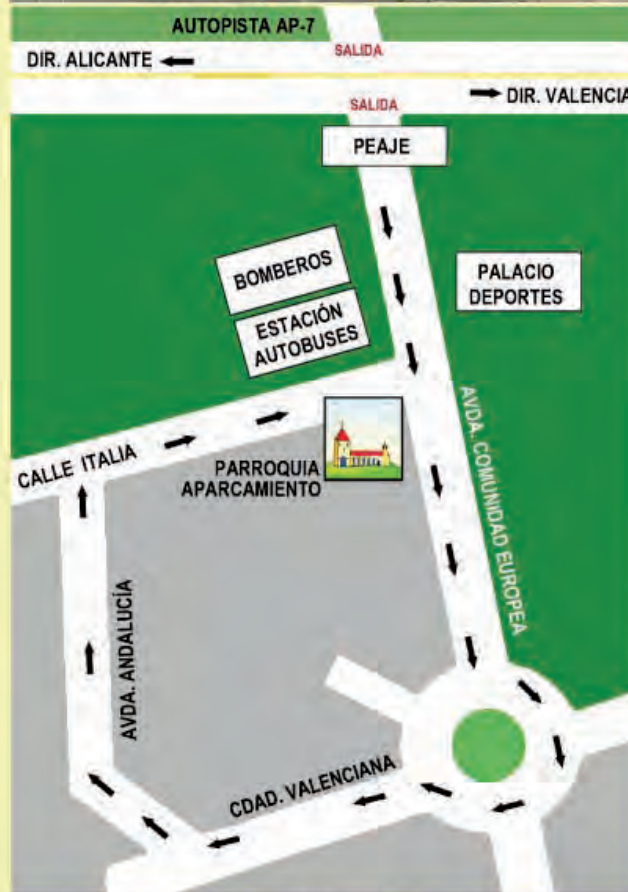 AUTOPISTA AP-7
SALIDA
DIR. ALICANTE
SALIDA
DIR. VALENCIA
PEAJE
BOMBEROS
PALACIO
DEPORTES
ESTACIÓN
AUTOBUSES
CALLE ITALIA
PARROQUIA
APARCAMIENTO
AVDA. COMUNIDAD EUROPEA
AVDA. ANDALUCÍA
CDAD. VALENCIANA